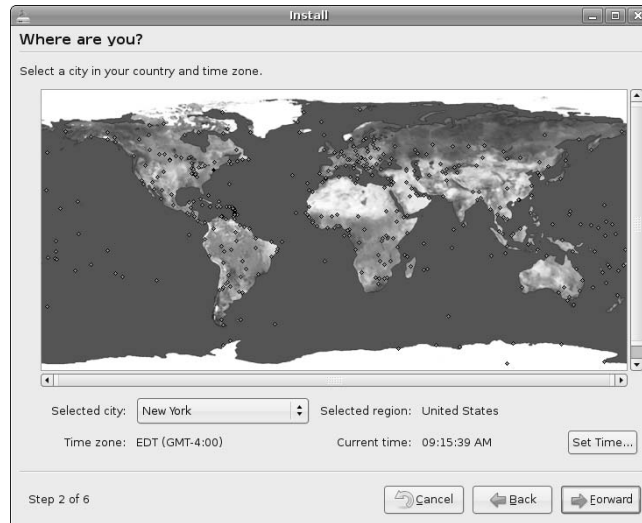 Install
Where are you?
Select a city in your country and time zone.
Selected city: New York Selected region: United States
Time zone: EDT (GMT-4:00) Current time: 09:15:39 AM Set Time...
Step 2 of 6 Cancel Back Forward